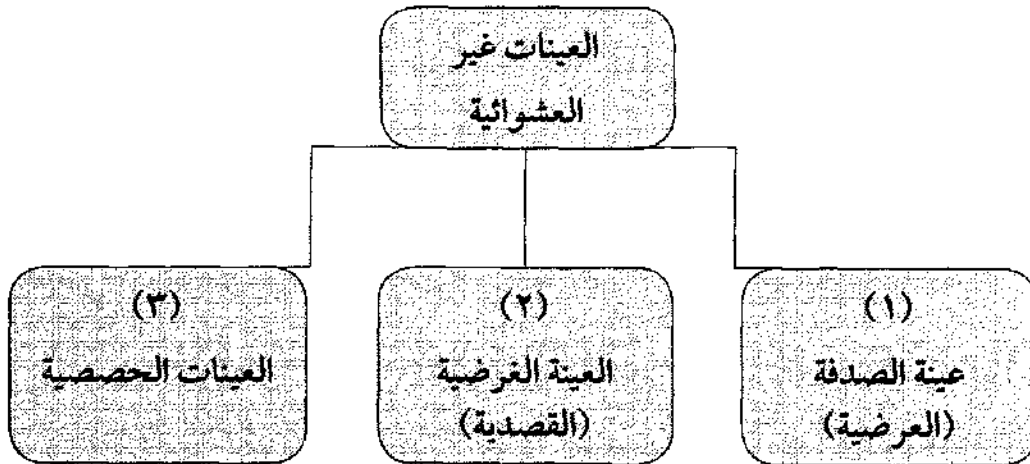 العينات غير
العشوائية
(١)
عينة الصدفة
(العرضية)
(٢)
العينة الغرضية
(القصدية)
(٣)
العينات الحصصية